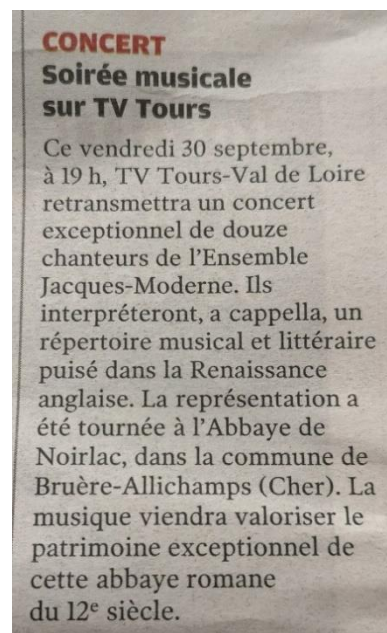 CONCERT
Soirée musicale
sur TV Tours
Ce vendredi 30 septembre,
à 19 h, TV Tours-Val de Loire
retransmettra un concert
exceptionnel de douze
chanteurs de l'Ensemble
Jacques-Moderne. Ils
interpréteront, a cappella, un
répertoire musical et littéraire
puisé dans la Renaissance
anglaise. La représentation a
été tournée à l'Abbaye de
Noirlac, dans la commune de
Bruère-Allichamps (Cher). La
musique viendra valoriser le
patrimoine exceptionnel de
cette abbaye romane
du 12e siècle.